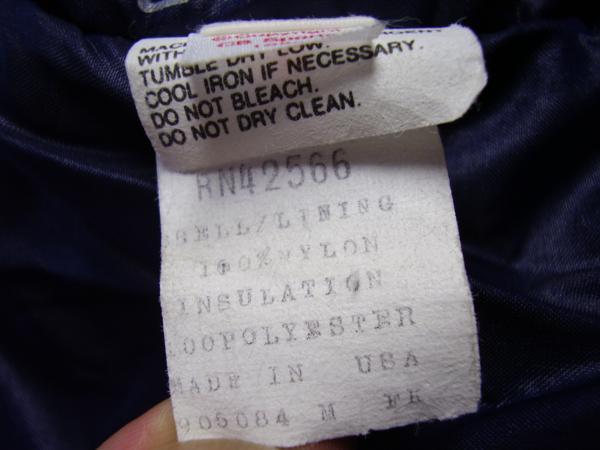 TUMBLE DRY LOW.
COOL IRON IF NECESSARY.
DO NOT BLEACH.
DO NOT DRY CLEAN.
RN42566
SELL/LINING
100%NYLON
INSULATION
100POLYESTER
MADE IN USA
905084 M